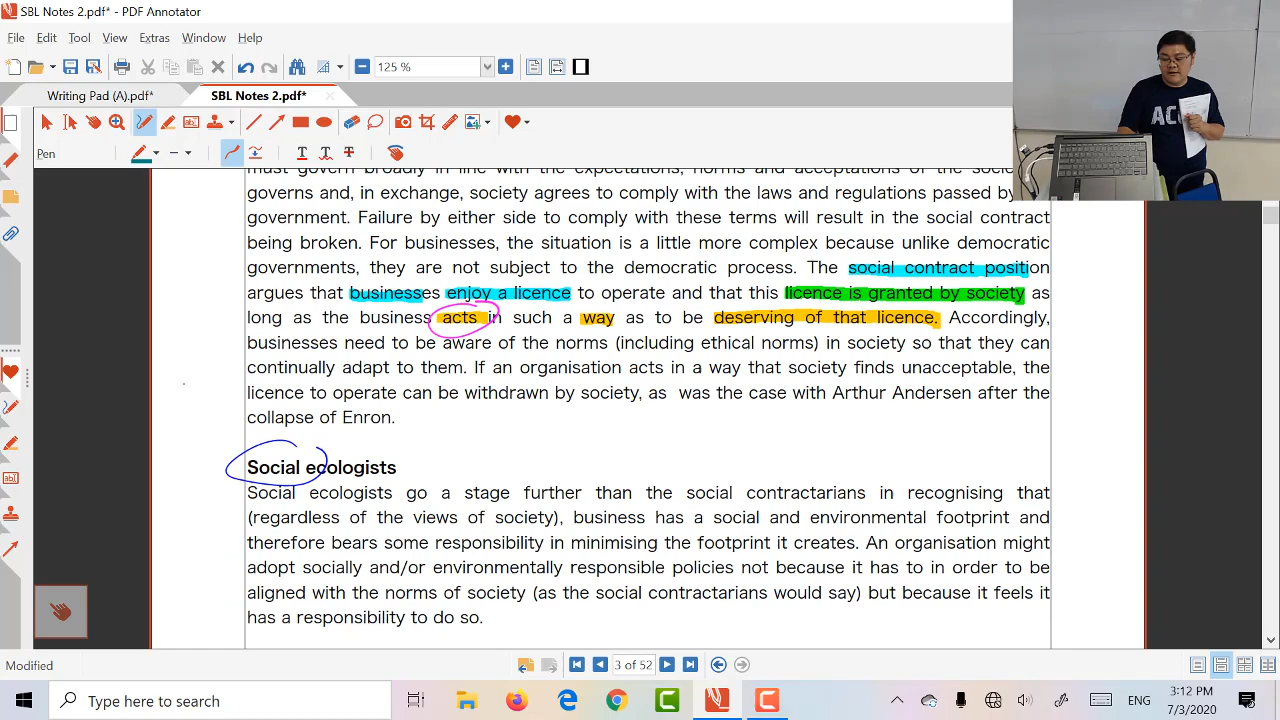 SBL Notes 2.pdf* - PDF Annotator
File Edit Tool View Extras Window Help
125 %
Writing Pad (A).pdf* SBL Notes 2.pdf*
Pen
governs and, in exchange, society agrees to comply with the laws and regulations passed by
government. Failure by either side to comply with these terms will result in the social contract
being broken. For businesses, the situation is a little more complex because unlike democratic
governments, they are not subject to the democratic process. The social contract position
argues that businesses enjoy a licence to operate and that this licence is granted by society as
long as the business acts in such a way as to be deserving of that licence. Accordingly,
businesses need to be aware of the norms (including ethical norms) in society so that they can
continually adapt to them. If an organisation acts in a way that society finds unacceptable, the
licence to operate can be withdrawn by society, as was the case with Arthur Andersen after the
collapse of Enron.
Social ecologists
Social ecologists go a stage further than the social contractarians in recognising that
(regardless of the views of society), business has a social and environmental footprint and
therefore bears some responsibility in minimising the footprint it creates. An organisation might
adopt socially and/or environmentally responsible policies not because it has to in order to be
aligned with the norms of society (as the social contractarians would say) but because it feels it
has a responsibility to do so.
Modified
3 of 52
Type here to search
ENG
3:12 PM
7/3/2020